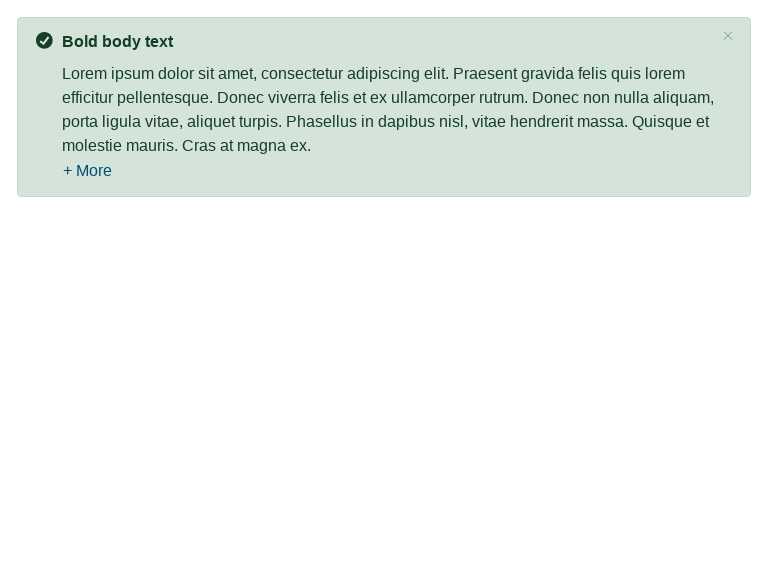 Bold body text
Lorem ipsum dolor sit amet, consectetur adipiscing elit. Praesent gravida felis quis lorem
efficitur pellentesque. Donec viverra felis et ex ullamcorper rutrum. Donec non nulla aliquam,
porta ligula vitae, aliquet turpis. Phasellus in dapibus nisl, vitae hendrerit massa. Quisque et
molestie mauris. Cras at magna ex.
+ More